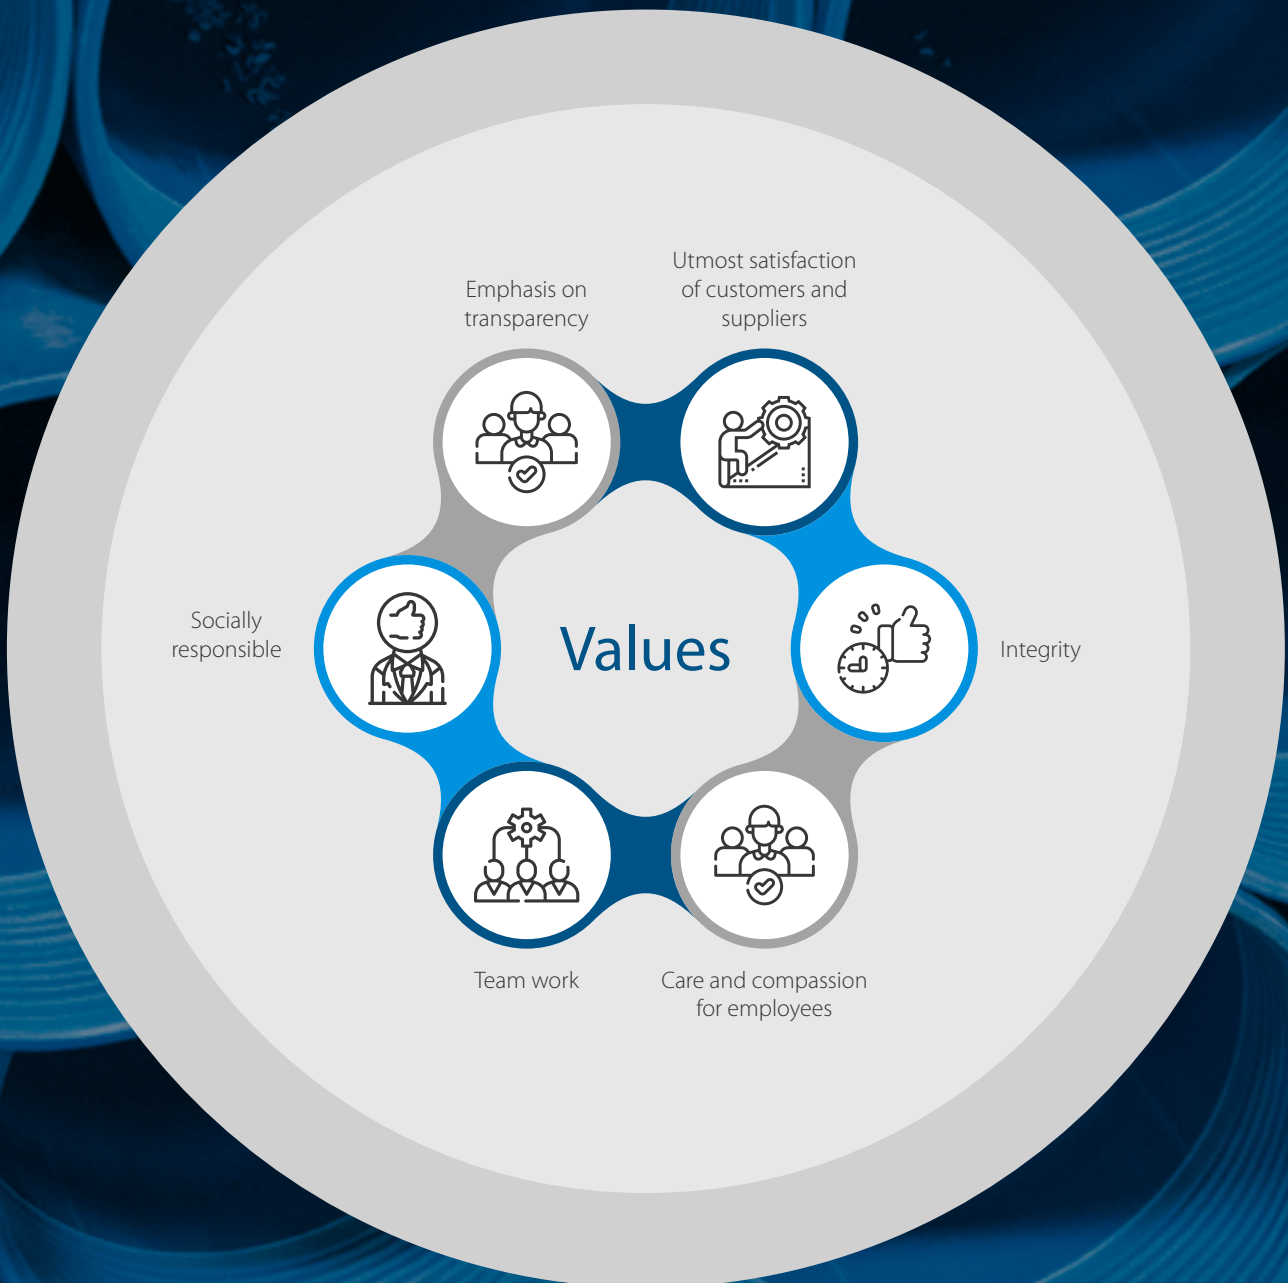 Emphasis on
transparency
Utmost satisfaction
of customers and
suppliers
Socially
responsible
Values
Integrity
Team work
Care and compassion
for employees